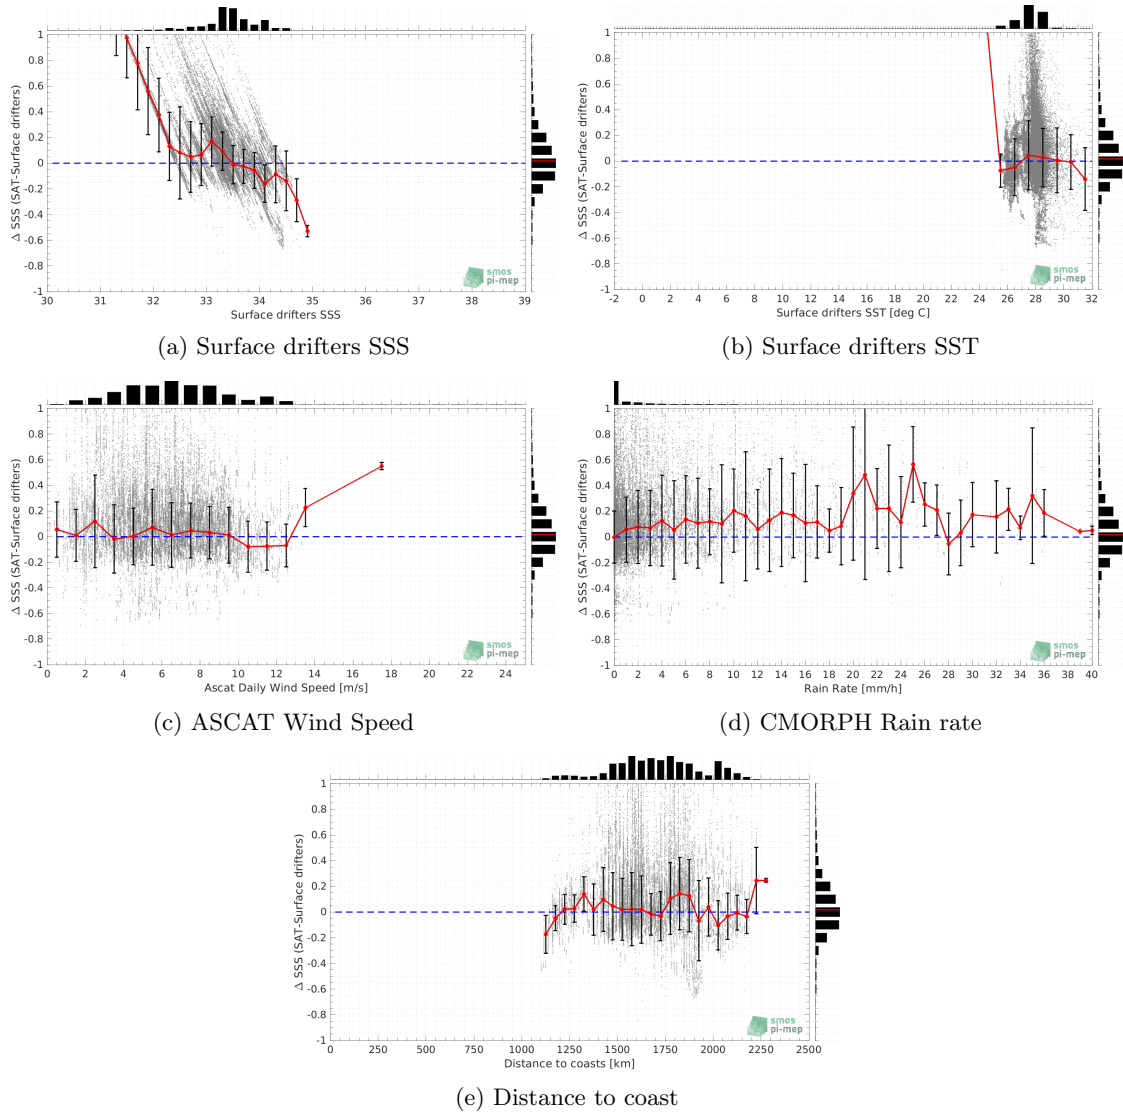 1
0.8
0.6
0.4
0.2
0
-0.2
-0.4
-0.6
-0.8
-1
Δ SSS (SAT-Surface drifters)
30 31 32 33 34 35 36 37 38 39
Surface drifters SSS
smos
pi-mep
(a) Surface drifters SSS
1
0.8
0.6
0.4
0.2
0
-0.2
-0.4
-0.6
-0.8
-1
Δ SSS (SAT-Surface drifters)
-2 0 2 4 6 8 10 12 14 16 18 20 22 24 26 28 30 32
Surface drifters SST [deg C]
smos
pi-mep
(b) Surface drifters SST
1
0.8
0.6
0.4
0.2
0
-0.2
-0.4
-0.6
-0.8
-1
Δ SSS (SAT-Surface drifters)
0 2 4 6 8 10 12 14 16 18 20 22 24
Ascat Daily Wind Speed [m/s]
smos
pi-mep
(c) ASCAT Wind Speed
1
0.8
0.6
0.4
0.2
0
-0.2
-0.4
-0.6
-0.8
-1
Δ SSS (SAT-Surface drifters)
0 2 4 6 8 10 12 14 16 18 20 22 24 26 28 30 32 34 36 38 40
Rain Rate [mm/h]
smos
pi-mep
(d) CMORPH Rain rate
1
0.8
0.6
0.4
0.2
0
-0.2
-0.4
-0.6
-0.8
-1
Δ SSS (SAT-Surface drifters)
0 250 500 750 1000 1250 1500 1750 2000 2250 2500
Distance to coasts [km]
smos
pi-mep
(e) Distance to coast